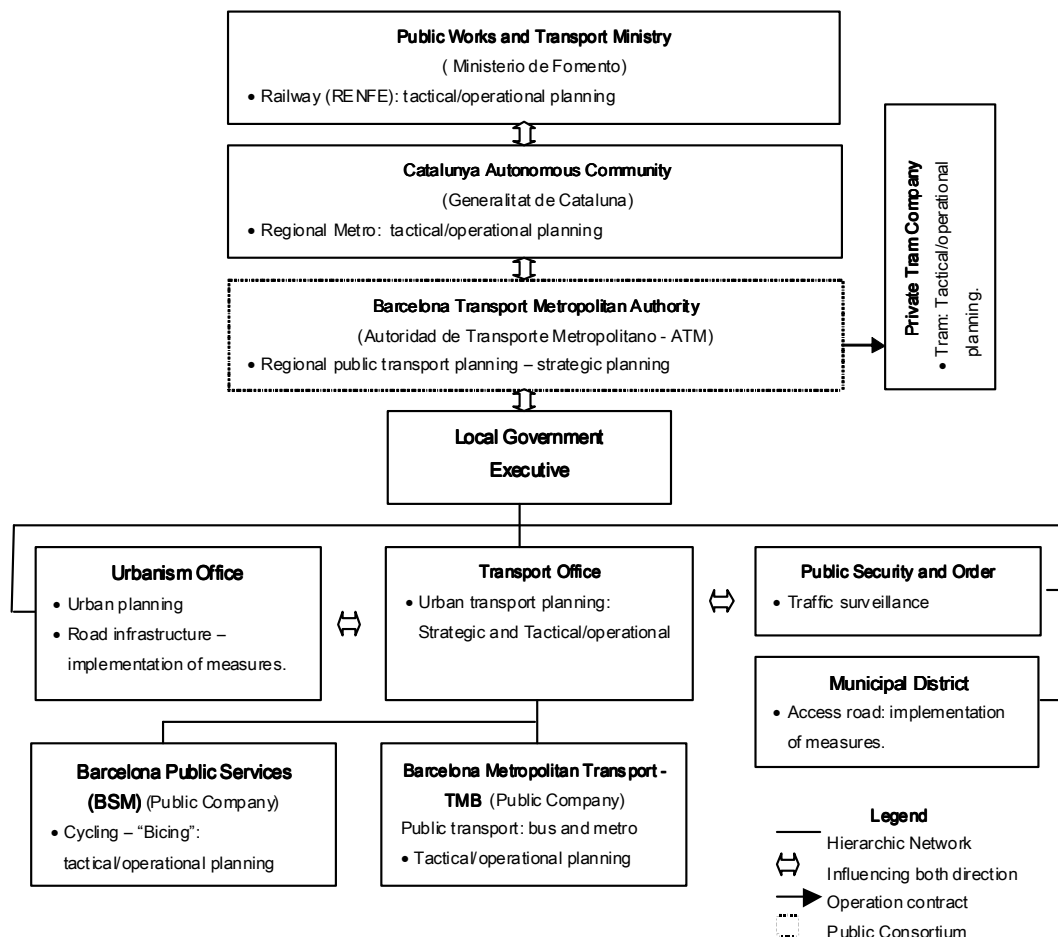 Public Works and Transport Ministry
( Ministerio de Fomento)
• Railway (RENFE): tactical/operational planning
Catalunya Autonomous Community
(Generalitat de Cataluna)
• Regional Metro: tactical/operational planning
Barcelona Transport Metropolitan Authority
(Autoridad de Transporte Metropolitano - ATM)
• Regional public transport planning – strategic planning
Private Tram Company
• Tram: Tactical/operational
planning.
Local Government
Executive
Urbanism Office
• Urban planning
• Road infrastructure –
implementation of measures.
Transport Office
• Urban transport planning:
Strategic and Tactical/operational
Public Security and Order
• Traffic surveillance
Municipal District
• Access road: implementation
of measures.
Barcelona Public Services
(BSM) (Public Company)
• Cycling – “Bicing”:
tactical/operational planning
Barcelona Metropolitan Transport -
TMB (Public Company)
Public transport: bus and metro
• Tactical/operational planning
Legend
Hierarchic Network
Influencing both direction
Operation contract
Public Consortium